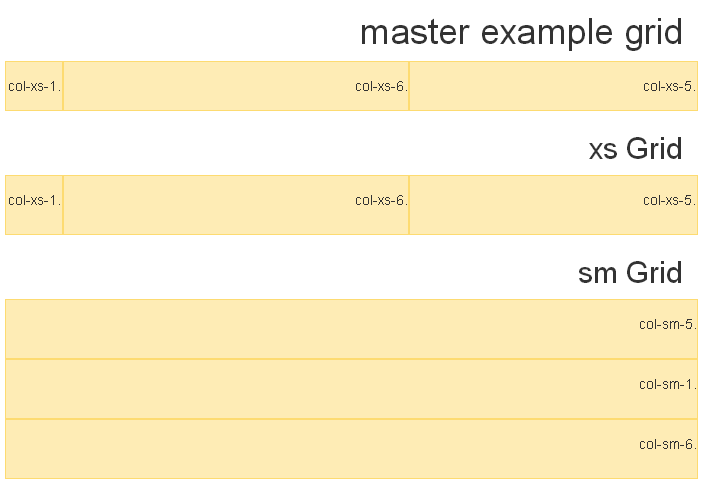 master example grid
col-xs-1. col-xs-6. col-xs-5.
xs Grid
col-xs-1. col-xs-6. col-xs-5.
sm Grid
col-sm-5.
col-sm-1.
col-sm-6.